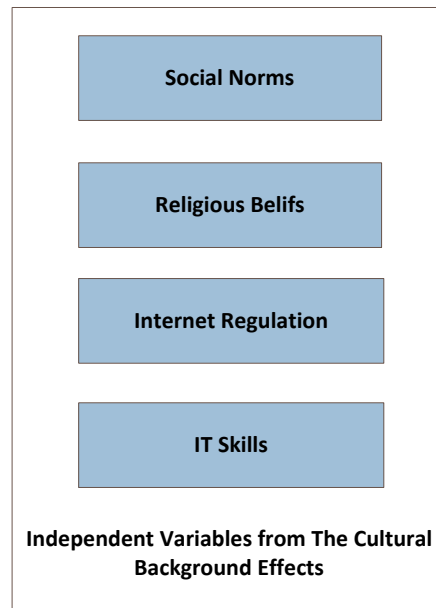 Social Norms
Religious Belifs
Internet Regulation
IT Skills
Independent Variables from The Cultural
Background Effects